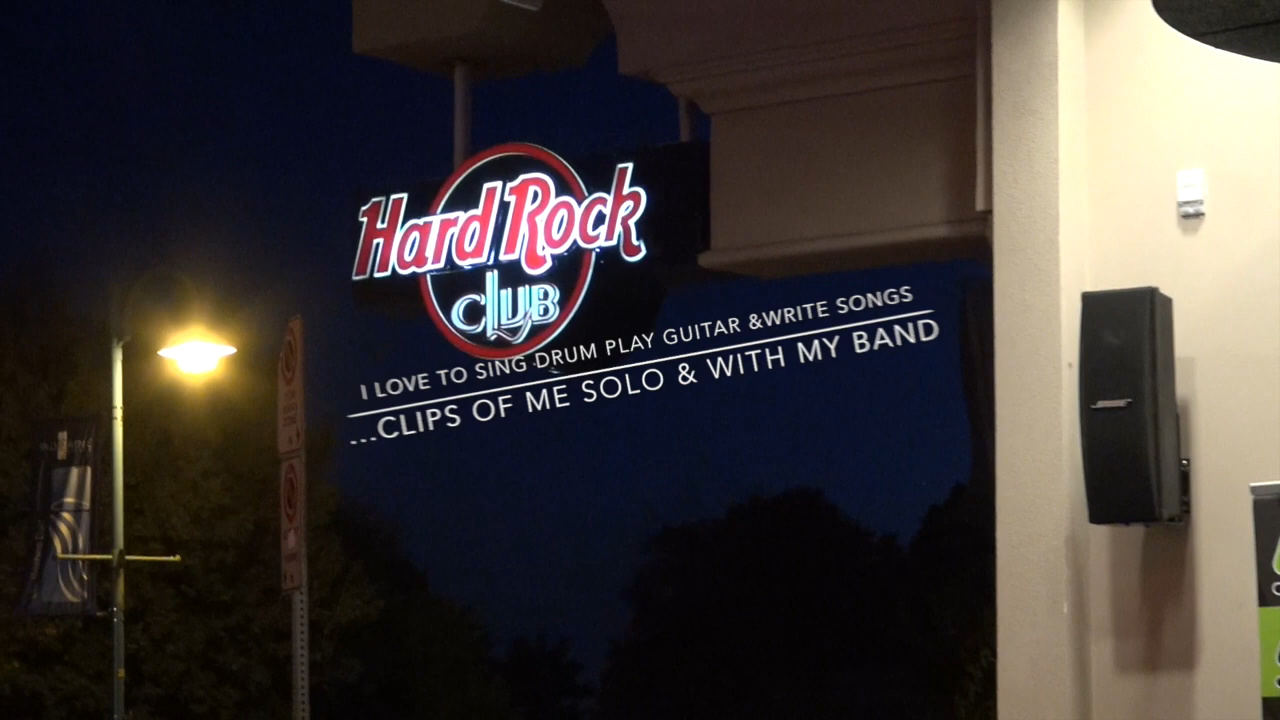 Hard Rock
CLUB
I LOVE TO SING DRUM PLAY GUITAR &WRITE SONGS
...CLIPS OF ME SOLO & WITH MY BAND